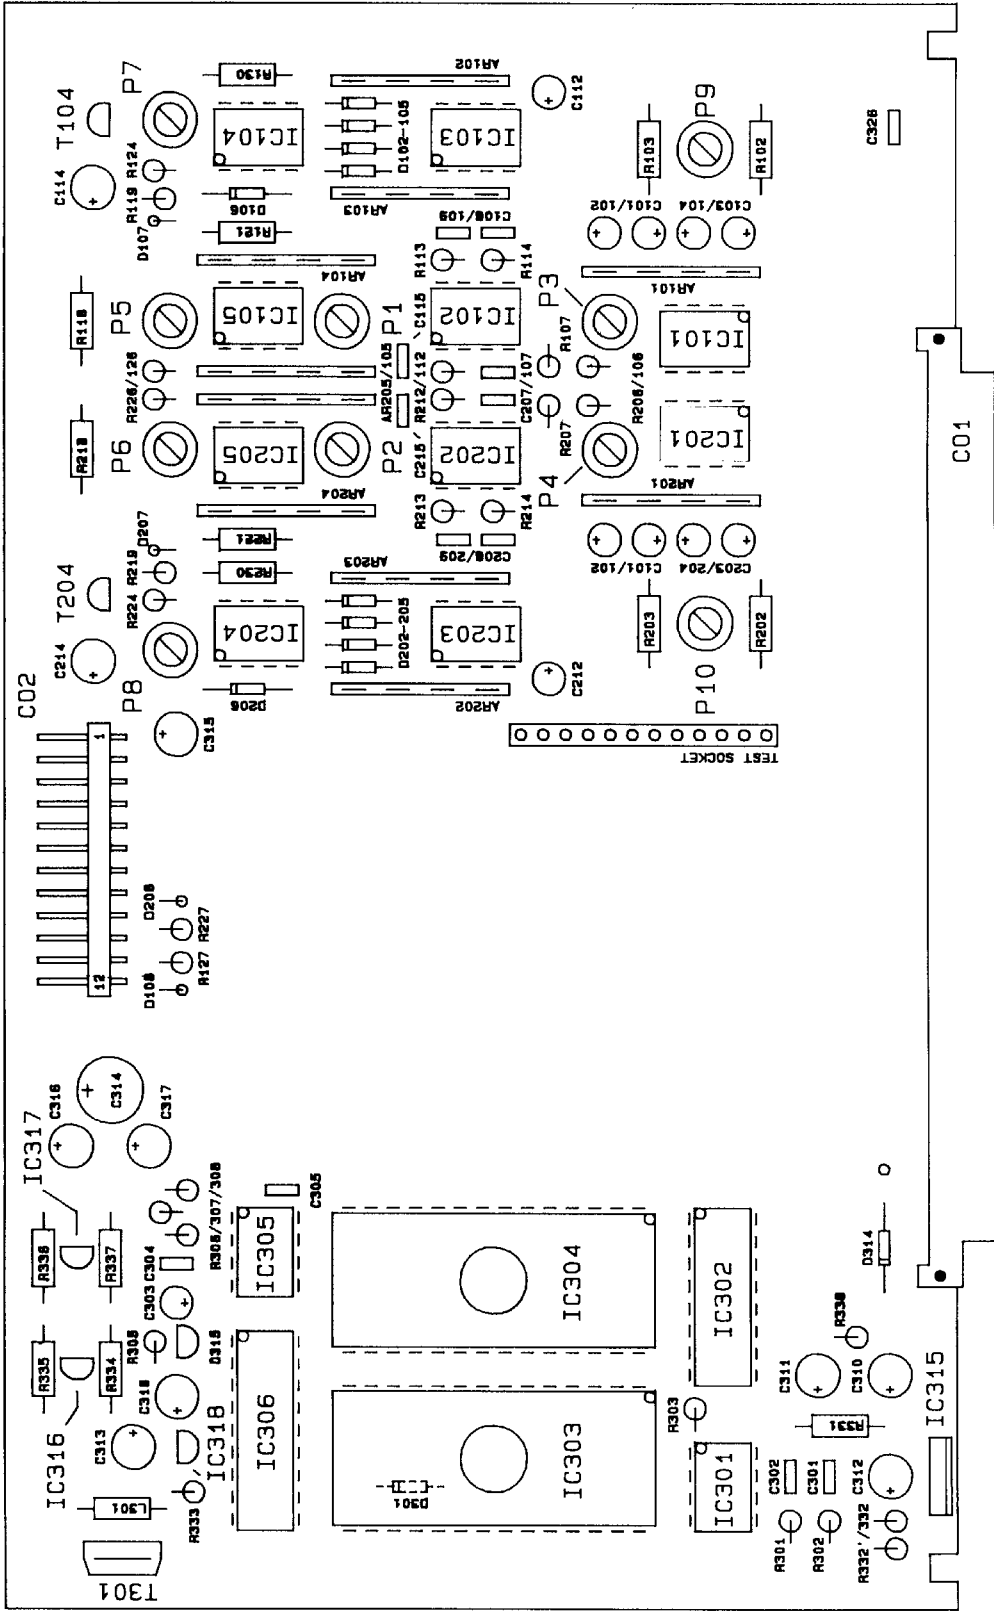 P7
R130
AR102
T104
C112
P9
C326
C114
R124
IC104
D102-105
IC103
R103
R102
R119
D107
D106
AR103
C108/109
C101/102
C103/104
R121
R113
R114
AR104
AR101
R118
P5
IC105
P1
C115
IC102
P3
R107
IC101
R226/126
AR205/105
R212/112
C207/107
R206/106
R218
P6
IC205
P2
C215
IC202
P4
R207
IC201
C01
AR204
R213
R214
AR201
D207
R221
C208/209
C101/102
C203/204
T204
R219
R230
AR203
R224
IC204
D202-205
IC203
R203
R202
C214
P8
D206
AR202
C212
P10
C02
C315
1
TEST SOCKET
12
D208
R227
R127
D108
C316
C314
C317
IC317
R306/307/308
C305
R336
R337
C304
IC305
IC304
IC302
D314
C303
R338
R335
R334
R305
D315
C318
C311
C310
IC315
IC316
C313
IC318
IC306
IC303
R303
R331
L301
R333
D301
IC301
C302
C301
C312
T301
R301
R302
R332'/332